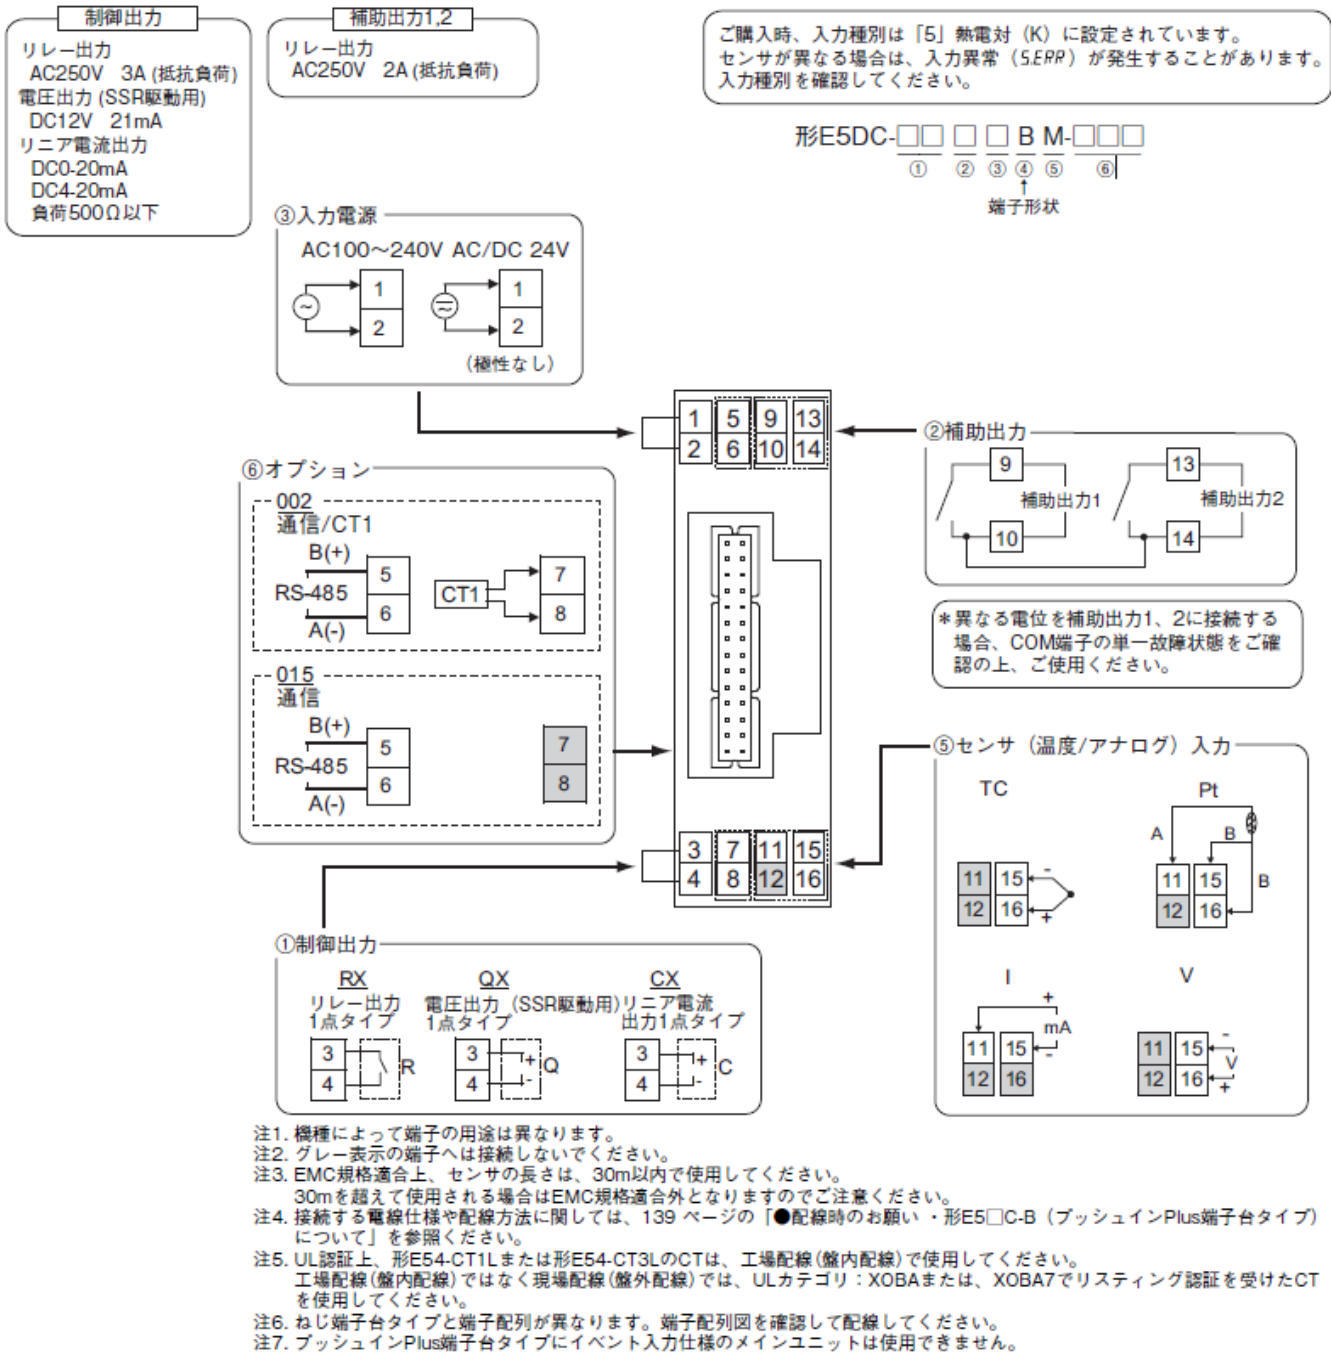 制御出力
リレー出力
AC250V 3A (抵抗負荷)
電圧出力 (SSR駆動用)
DC12V 21mA
リニア電流出力
DC0-20mA
DC4-20mA
負荷500Ω以下
補助出力1,2
リレー出力
AC250V 2A (抵抗負荷)
ご購入時、入力種別は「5」熱電対（K）に設定されています。
センサが異なる場合は、入力異常（S.ERR）が発生することがあります。
入力種別を確認してください。
形E5DC-□□ □ □ B M-□□□
① ② ③ ④ ⑤ ⑥
↑
端子形状
③入力電源
AC100～240V AC/DC 24V
1 1
2 2
(極性なし)
1 5 9 13
2 6 10 14
②補助出力
9 13
補助出力1 補助出力2
10 14
＊異なる電位を補助出力1、2に接続する
場合、COM端子の単一故障状態をご確
認の上、ご使用ください。
⑥オプション
002
通信/CT1
B(+)
5 7
RS-485 CT1
6 8
A(-)
015
通信
B(+)
5 7
RS-485
6 8
A(-)
3 7 11 15
4 8 12 16
⑤センサ（温度/アナログ）入力
TC Pt
A B
11 15 - 11 15 B
12 16 + 12 16
I V
+
mA
11 15 - 11 15 -
V
12 16 12 16 +
①制御出力
RX QX CX
リレー出力 電圧出力（SSR駆動用）リニア電流
1点タイプ 1点タイプ 出力1点タイプ
3 3 + 3 +
R Q C
4 4 - 4 -
注1. 機種によって端子の用途は異なります。
注2. グレー表示の端子へは接続しないでください。
注3. EMC規格適合上、センサの長さは、30m以内で使用してください。
30mを超えて使用される場合はEMC規格適合外となりますのでご注意ください。
注4. 接続する電線仕様や配線方法に関しては、139 ページの「●配線時のお願い ・形E5□C-B（プッシュインPlus端子台タイプ）
について」を参照ください。
注5. UL認証上、形E54-CT1Lまたは形E54-CT3LのCTは、工場配線(盤内配線)で使用してください。
工場配線(盤内配線)ではなく現場配線(盤外配線)では、ULカテゴリ：XOBAまたは、XOBA7でリスティング認証を受けたCT
を使用してください。
注6. ねじ端子台タイプと端子配列が異なります。端子配列図を確認して配線してください。
注7. プッシュインPlus端子台タイプにイベント入力仕様のメインユニットは使用できません。